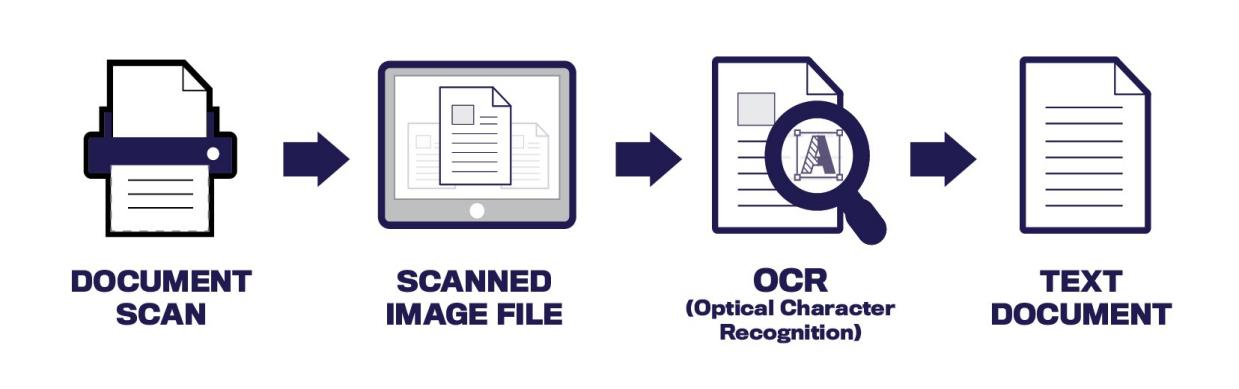 DOCUMENT
SCAN
SCANNED
IMAGE FILE
A
OCR
(Optical Character
Recognition)
TEXT
DOCUMENT